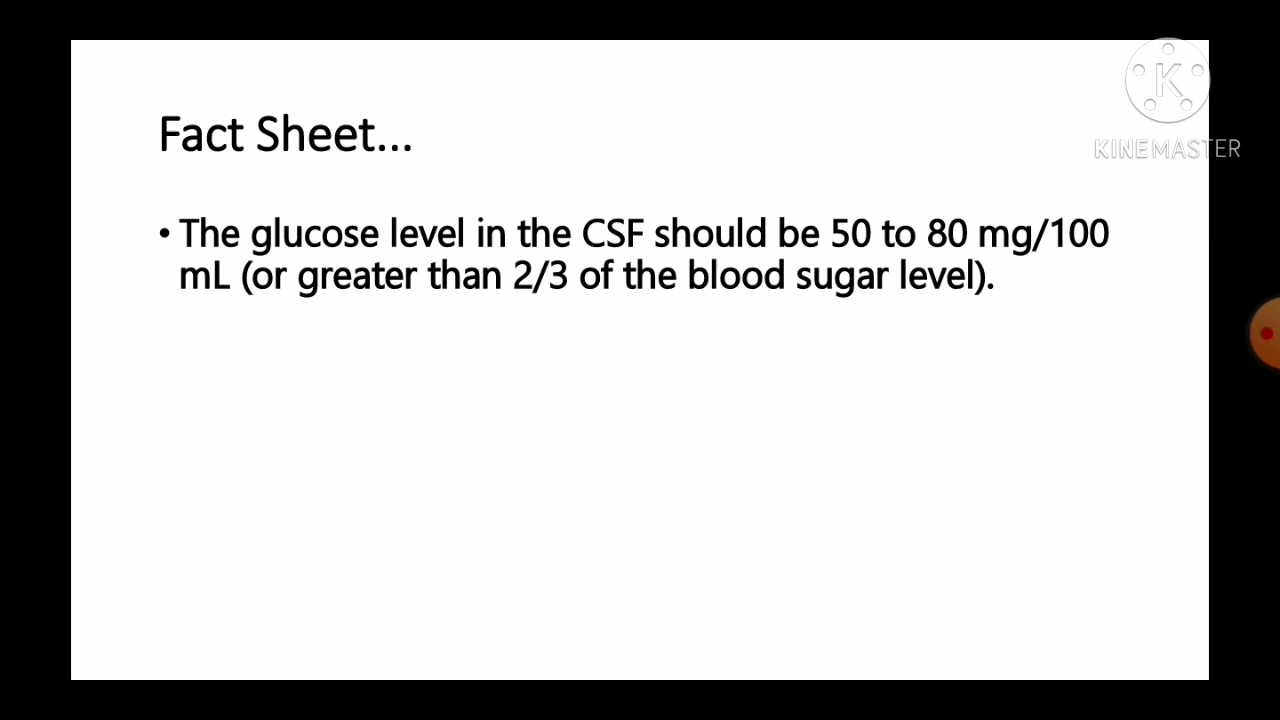 Fact Sheet...
K
KINEMASTER
• The glucose level in the CSF should be 50 to 80 mg/100
mL (or greater than 2/3 of the blood sugar level).